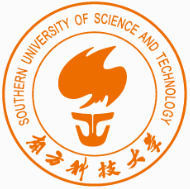 SOUTHERN UNIVERSITY OF SCIENCE AND TECHNOLOGY
南方科技大学